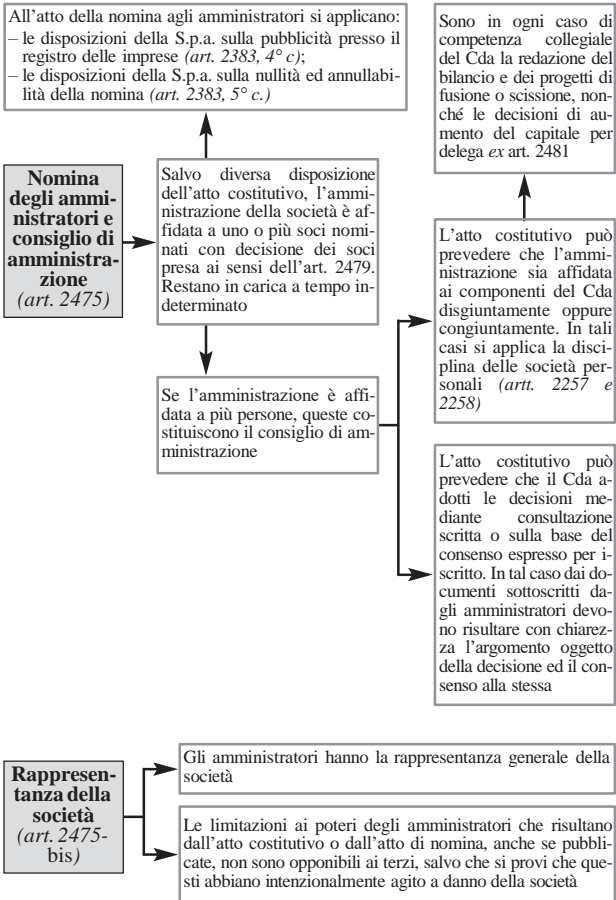 All'atto della nomina agli amministratori si applicano:
– le disposizioni della S.p.a. sulla pubblicità presso il
registro delle imprese (art. 2383, 4° c);
– le disposizioni della S.p.a. sulla nullità ed annullabi-
lità della nomina (art. 2383, 5° c.)
Sono in ogni caso di
competenza collegiale
del Cda la redazione del
bilancio e dei progetti di
fusione o scissione, non-
ché le decisioni di au-
mento del capitale per
delega ex art. 2481
Nomina
degli ammi-
nistratori e
consiglio di
amministra-
zione
(art. 2475)
Salvo diversa disposizione
dell'atto costitutivo, l'ammi-
nistrazione della società è af-
fidata a uno o più soci nomi-
nati con decisione dei soci
presa ai sensi dell'art. 2479.
Restano in carica a tempo in-
determinato
L'atto costitutivo può
prevedere che l'ammi-
nistrazione sia affidata
ai componenti del Cda
disgiuntamente oppure
congiuntamente. In tali
casi si applica la disci-
plina delle società per-
sonali (artt. 2257 e
2258)
Se l'amministrazione è affi-
data a più persone, queste co-
stituiscono il consiglio di am-
ministrazione
L'atto costitutivo può
prevedere che il Cda a-
dotti le decisioni me-
diante consultazione
scritta o sulla base del
consenso espresso per i-
scritto. In tal caso dai do-
cumenti sottoscritti da-
gli amministratori devo-
no risultare con chiarez-
za l'argomento oggetto
della decisione ed il con-
senso alla stessa
Rappresen-
tanza della
società
(art. 2475-
bis)
Gli amministratori hanno la rappresentanza generale della
società
Le limitazioni ai poteri degli amministratori che risultano
dall'atto costitutivo o dall'atto di nomina, anche se pubbli-
cate, non sono opponibili ai terzi, salvo che si provi che que-
sti abbiano intenzionalmente agito a danno della società